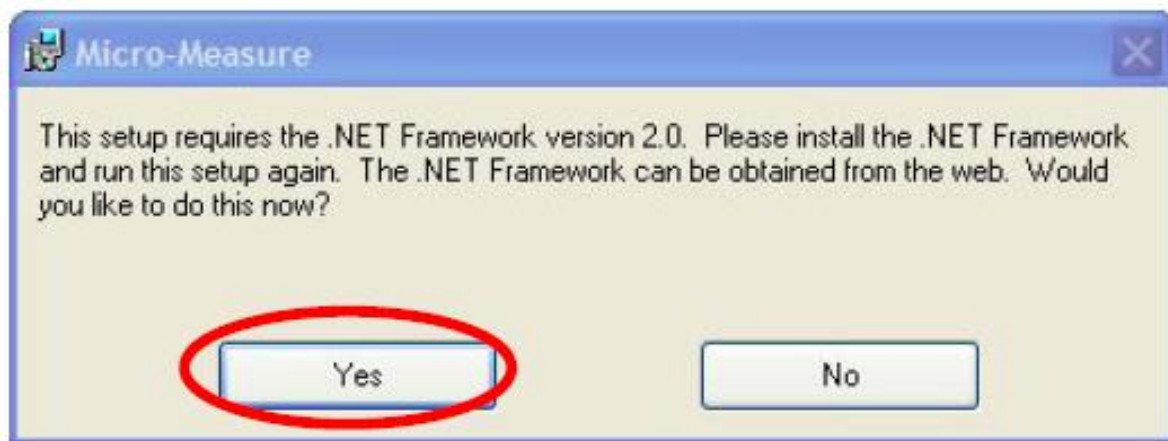 Micro-Measure
This setup requires the .NET Framework version 2.0.  Please install the .NET Framework
and run this setup again.  The .NET Framework can be obtained from the web.  Would
you like to do this now?
Yes
No